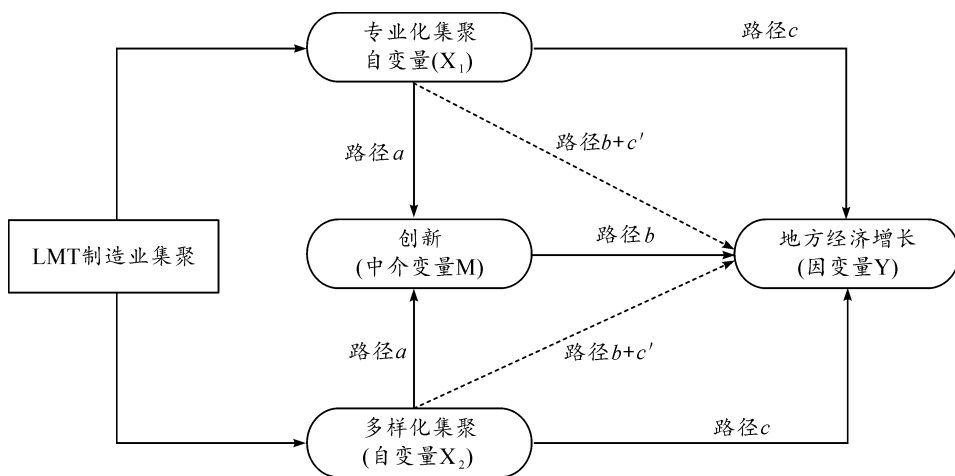 专业化集聚
自变量(X₁)
路径c
路径a
路径b+c'
LMT制造业集聚
创新
(中介变量M)
路径b
地方经济增长
(因变量Y)
路径a
路径b+c'
多样化集聚
(自变量X₂)
路径c